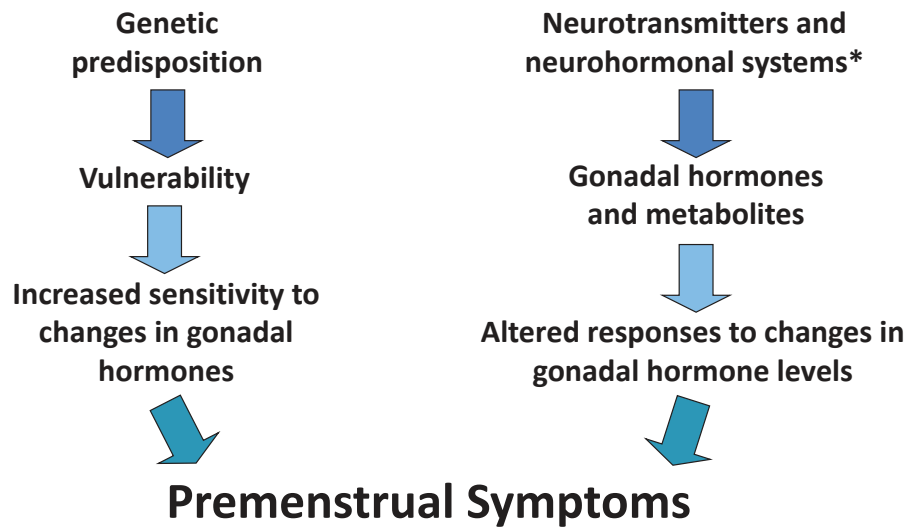 Genetic
predisposition
Vulnerability
Increased sensitivity to
changes in gonadal
hormones
Neurotransmitters and
neurohormonal systems*
Gonadal hormones
and metabolites
Altered responses to changes in
gonadal hormone levels
Premenstrual Symptoms